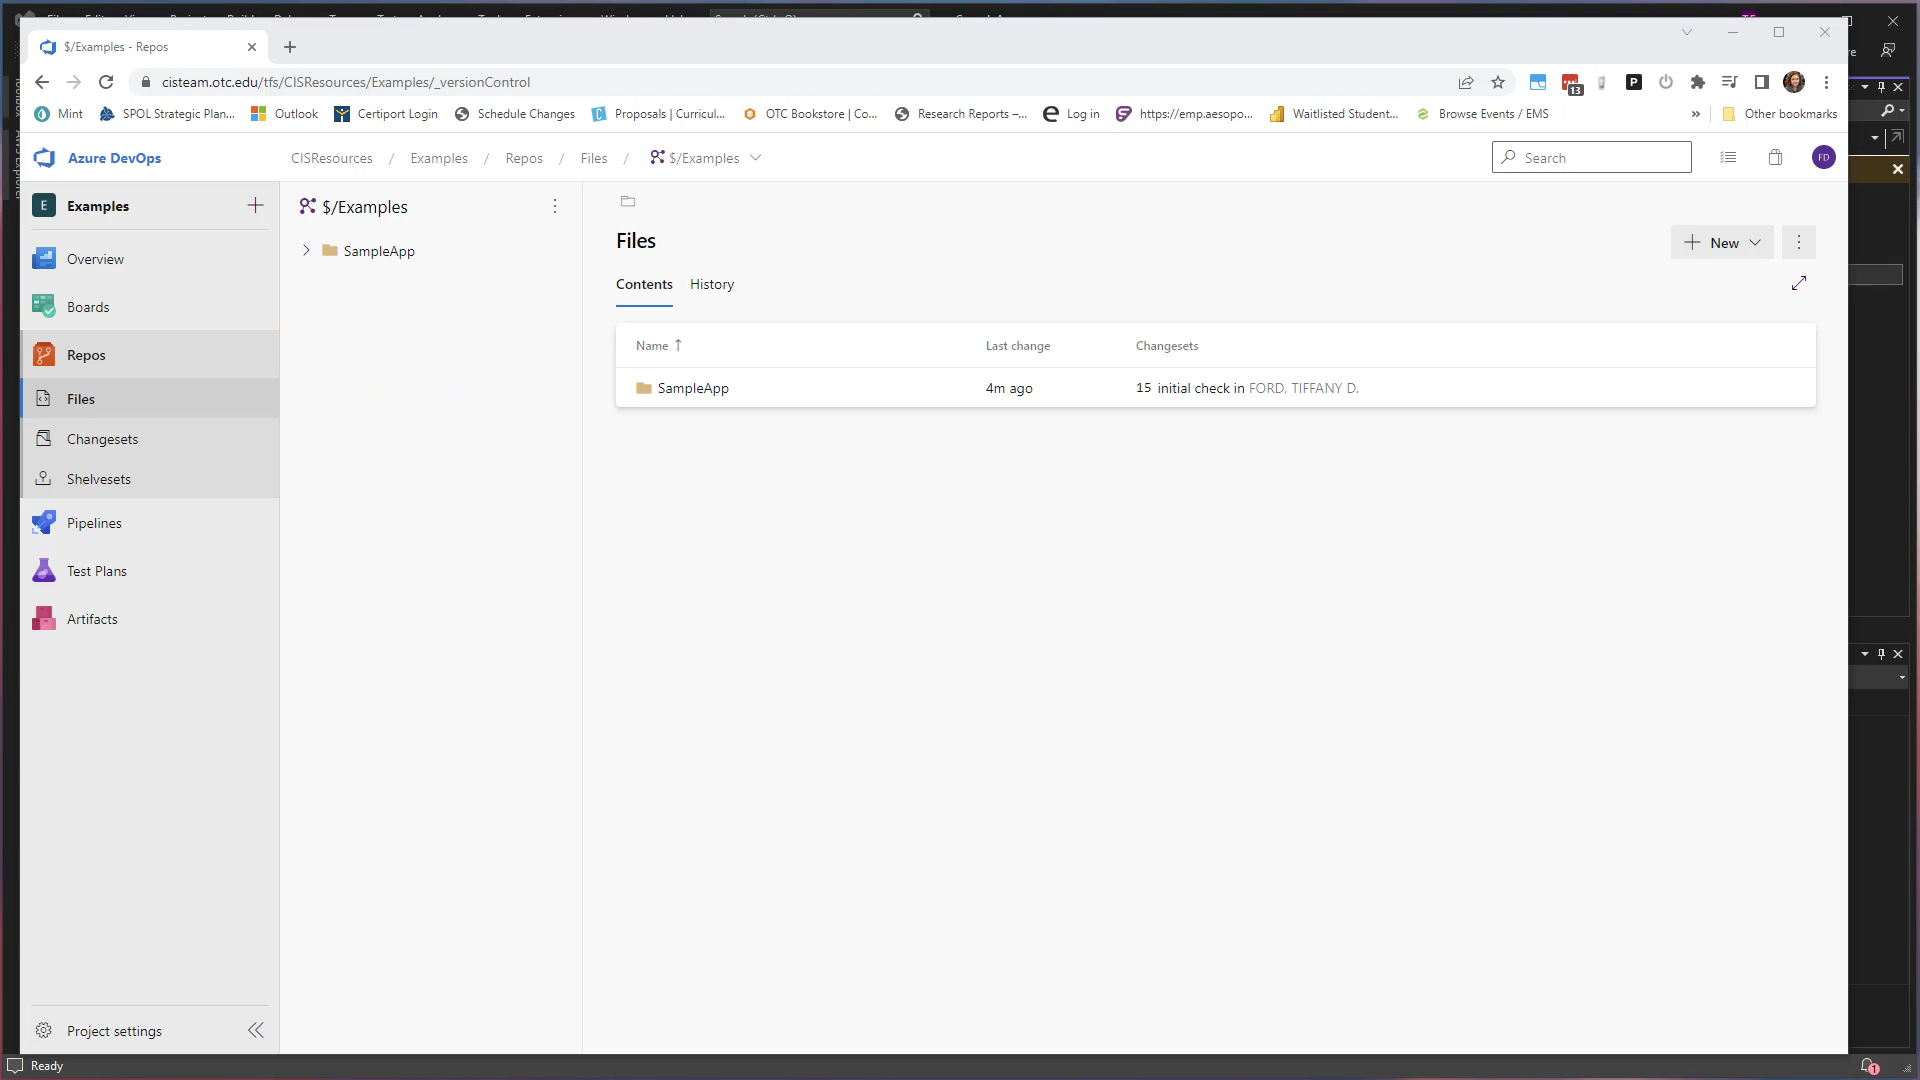 $/Examples - Repos
cisteam.otc.edu/tfs/CISResources/Examples/_versionControl
13
Mint
SPOL Strategic Plan...
Outlook
Certiport Login
Schedule Changes
Proposals | Curricul...
OTC Bookstore | Co...
Research Reports –...
Log in
https://emp.aesopo...
Waitlisted Student...
Browse Events / EMS
»
Other bookmarks
Azure DevOps
CISResources / Examples / Repos / Files / $/Examples
Search
FD
E Examples
Overview
Boards
Repos
Files
Changesets
Shelvesets
Pipelines
Test Plans
Artifacts
Project settings
$/Examples
SampleApp
Files
New
Contents
History
Name
Last change
Changesets
SampleApp
4m ago
15 initial check in FORD, TIFFANY D.
Ready
1